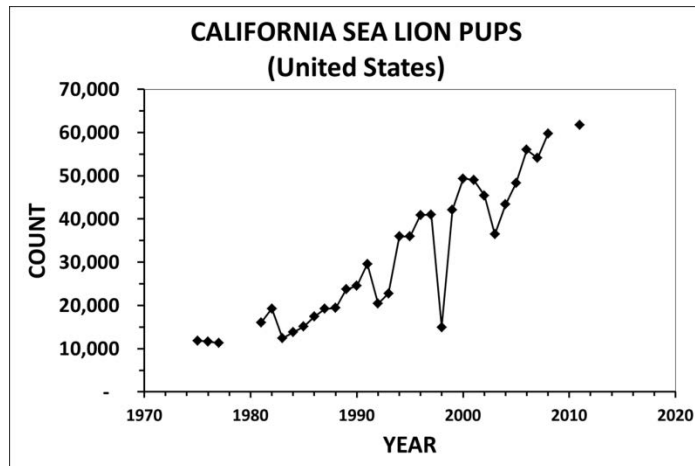 CALIFORNIA SEA LION PUPS
(United States)
70,000
60,000
50,000
40,000
30,000
20,000
10,000
-
COUNT
1970 1980 1990 2000 2010 2020
YEAR